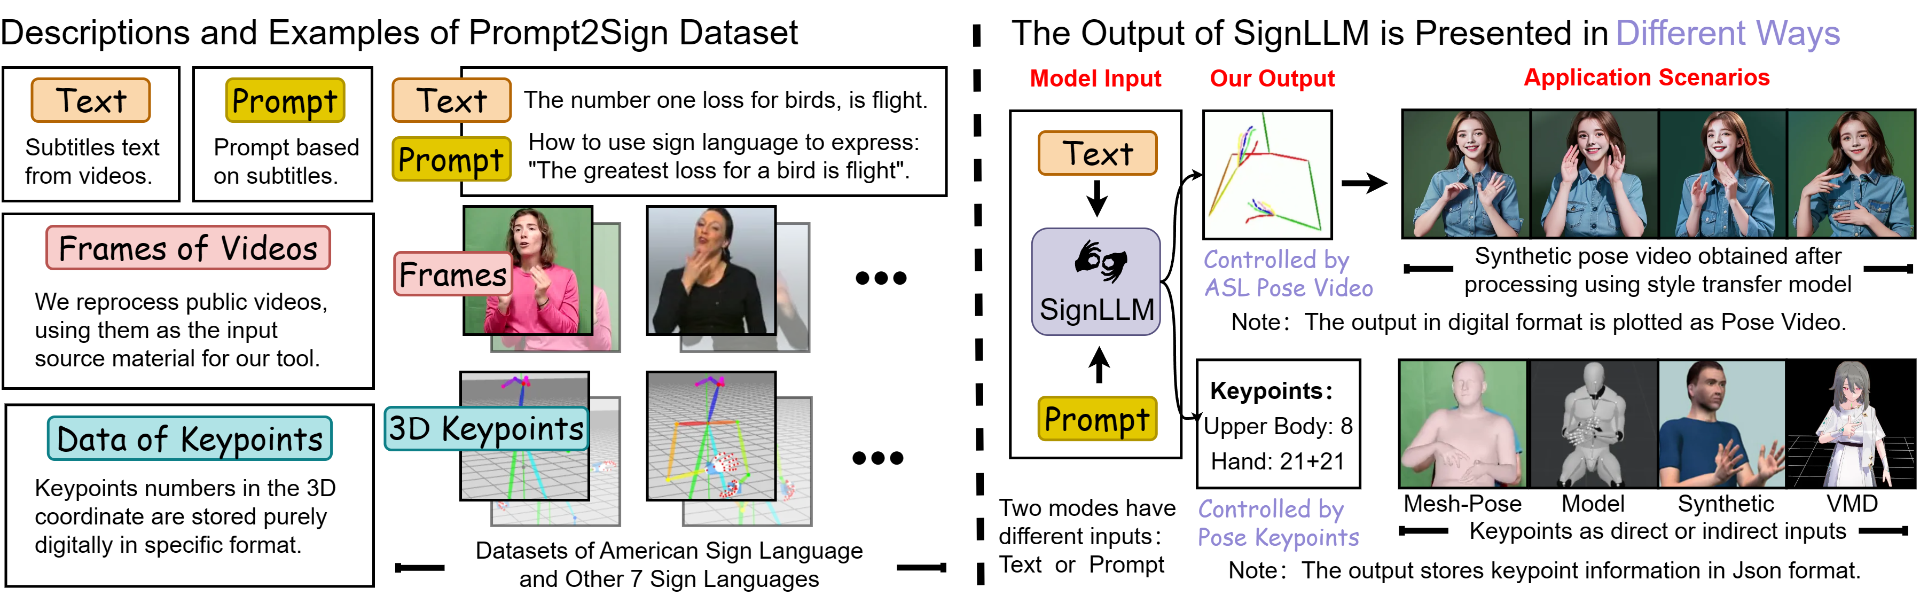 Descriptions and Examples of Prompt2Sign Dataset
Text
Subtitles text
from videos.
Prompt
Prompt based
on subtitles.
Text
The number one loss for birds, is flight.
Prompt
How to use sign language to express:
"The greatest loss for a bird is flight".
Frames of Videos
We reprocess public videos,
using them as the input
source material for our tool.
Frames
Data of Keypoints
Keypoints numbers in the 3D
coordinate are stored purely
digitally in specific format.
3D Keypoints
Datasets of American Sign Language
and Other 7 Sign Languages
The Output of SignLLM is Presented in Different Ways
Model Input
Our Output
Application Scenarios
Text
SignLLM
Prompt
Two modes have
different inputs:
Text or Prompt
Controlled by
ASL Pose Video
Synthetic pose video obtained after
processing using style transfer model
Note: The output in digital format is plotted as Pose Video.
Keypoints:
Upper Body: 8
Hand: 21+21
Controlled by
Pose Keypoints
Mesh-Pose
Model
Synthetic
VMD
Keypoints as direct or indirect inputs
Note: The output stores keypoint information in Json format.